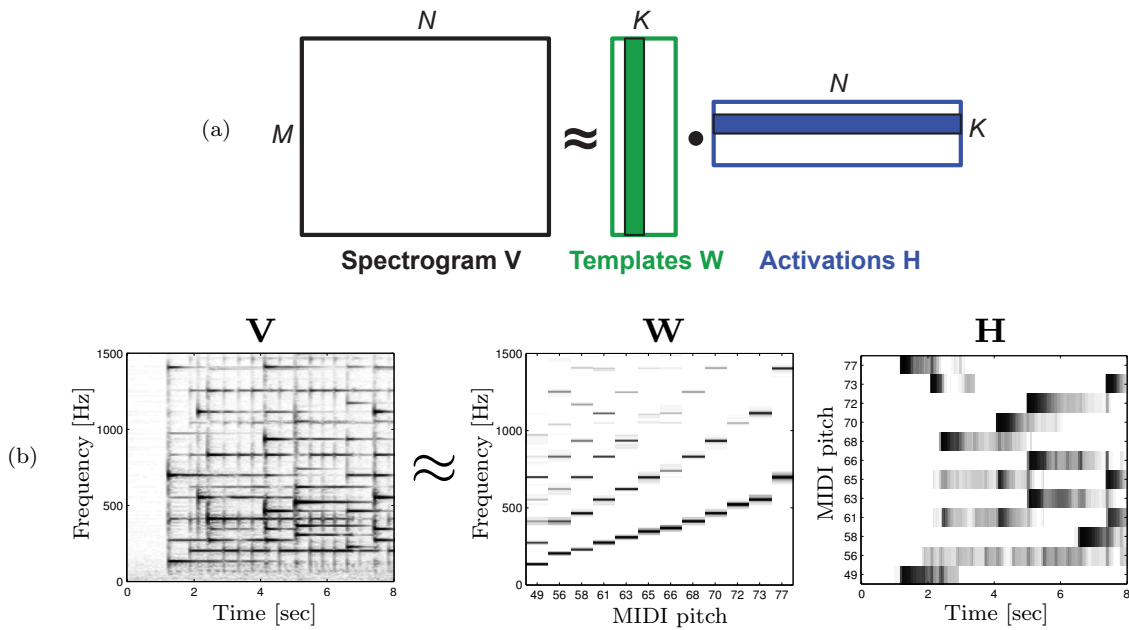 N
K
N
(a)
M
≈
•
K
Spectrogram V
Templates W
Activations H
V
W
H
(b)
Frequency [Hz]
1500
1000
500
0
0 2 4 6 8
Time [sec]
≈
Frequency [Hz]
1500
1000
500
0
49 56 58 61 63 65 66 68 70 72 73 77
MIDI pitch
MIDI pitch
77
73
72
70
68
66
65
63
61
58
56
49
0 2 4 6 8
Time [sec]